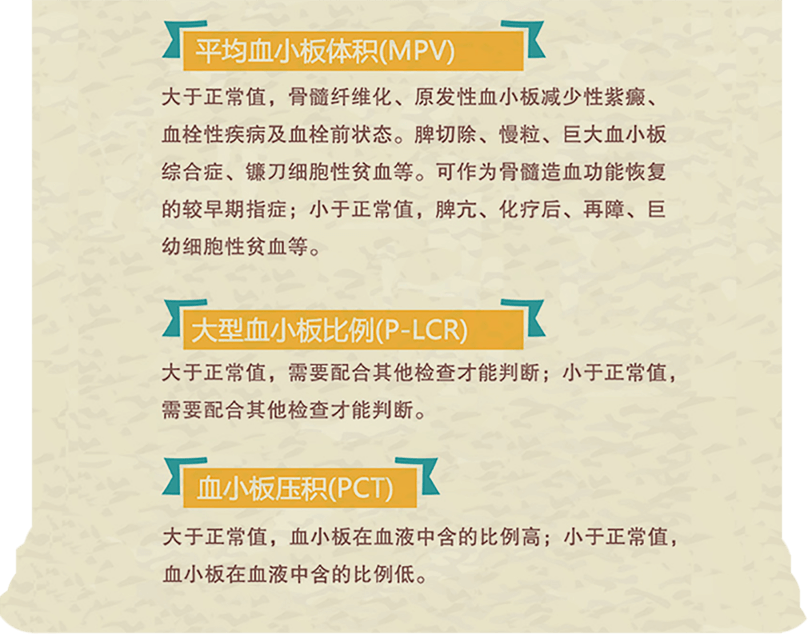 平均血小板体积(MPV)
大于正常值，骨髓纤维化、原发性血小板减少性紫癜、
血栓性疾病及血栓前状态。脾切除、慢粒、巨大血小板
综合症、镰刀细胞性贫血等。可作为骨髓造血功能恢复
的较早期指症；小于正常值，脾亢、化疗后、再障、巨
幼细胞性贫血等。
大型血小板比例(P-LCR)
大于正常值，需要配合其他检查才能判断；小于正常值，
需要配合其他检查才能判断。
血小板压积(PCT)
大于正常值，血小板在血液中含的比例高；小于正常值，
血小板在血液中含的比例低。